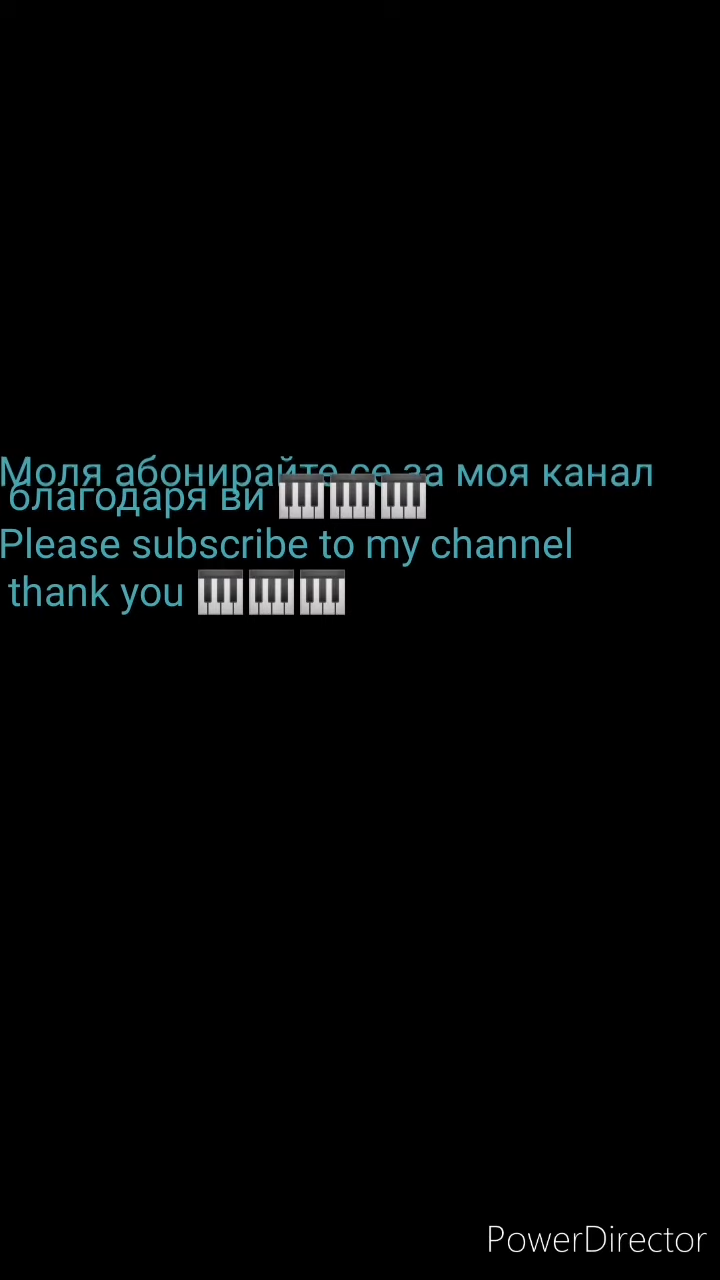 Моля абонирайте се за моя канал
благодаря ви 🎹🎹🎹
Please subscribe to my channel
thank you 🎹🎹🎹
PowerDirector